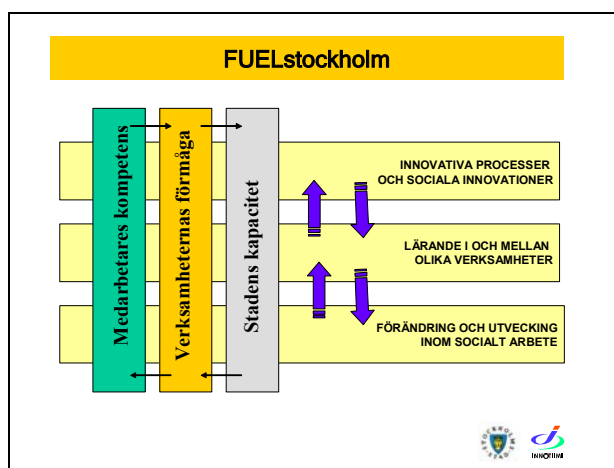 FUELstockholm
Medarbetares kompetens
Verksamheternas förmåga
Stadens kapacitet
INNOVATIVA PROCESSER
OCH SOCIALA INNOVATIONER
LÄRANDE I OCH MELLAN
OLIKA VERKSAMHETER
FÖRÄNDRING OCH UTVECKING
INOM SOCIALT ARBETE